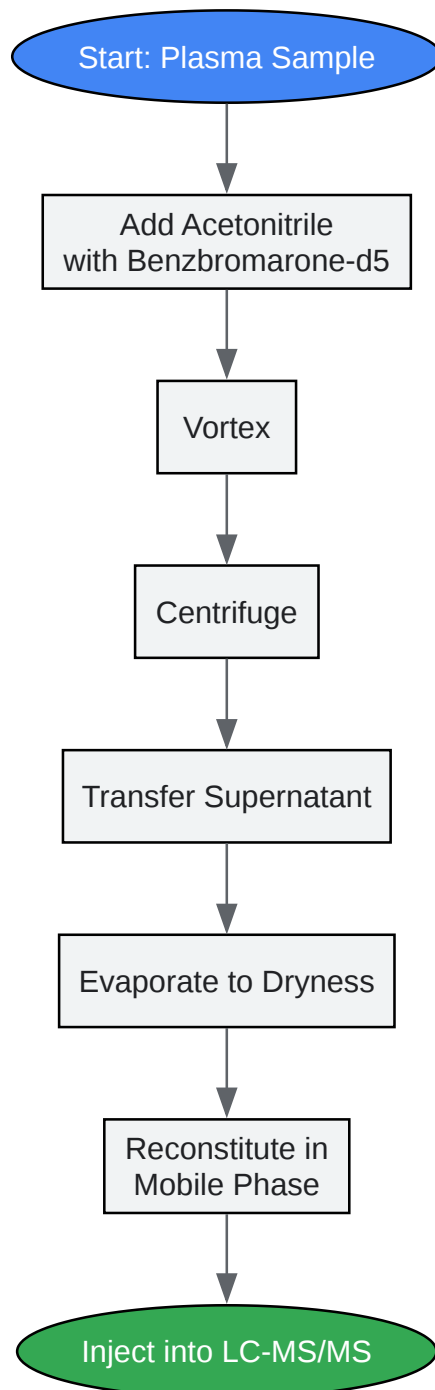 Start: Plasma Sample
Add Acetonitrile
with Benzbromarone-d5
Vortex
Centrifuge
Transfer Supernatant
Evaporate to Dryness
Reconstitute in
Mobile Phase
Inject into LC-MS/MS